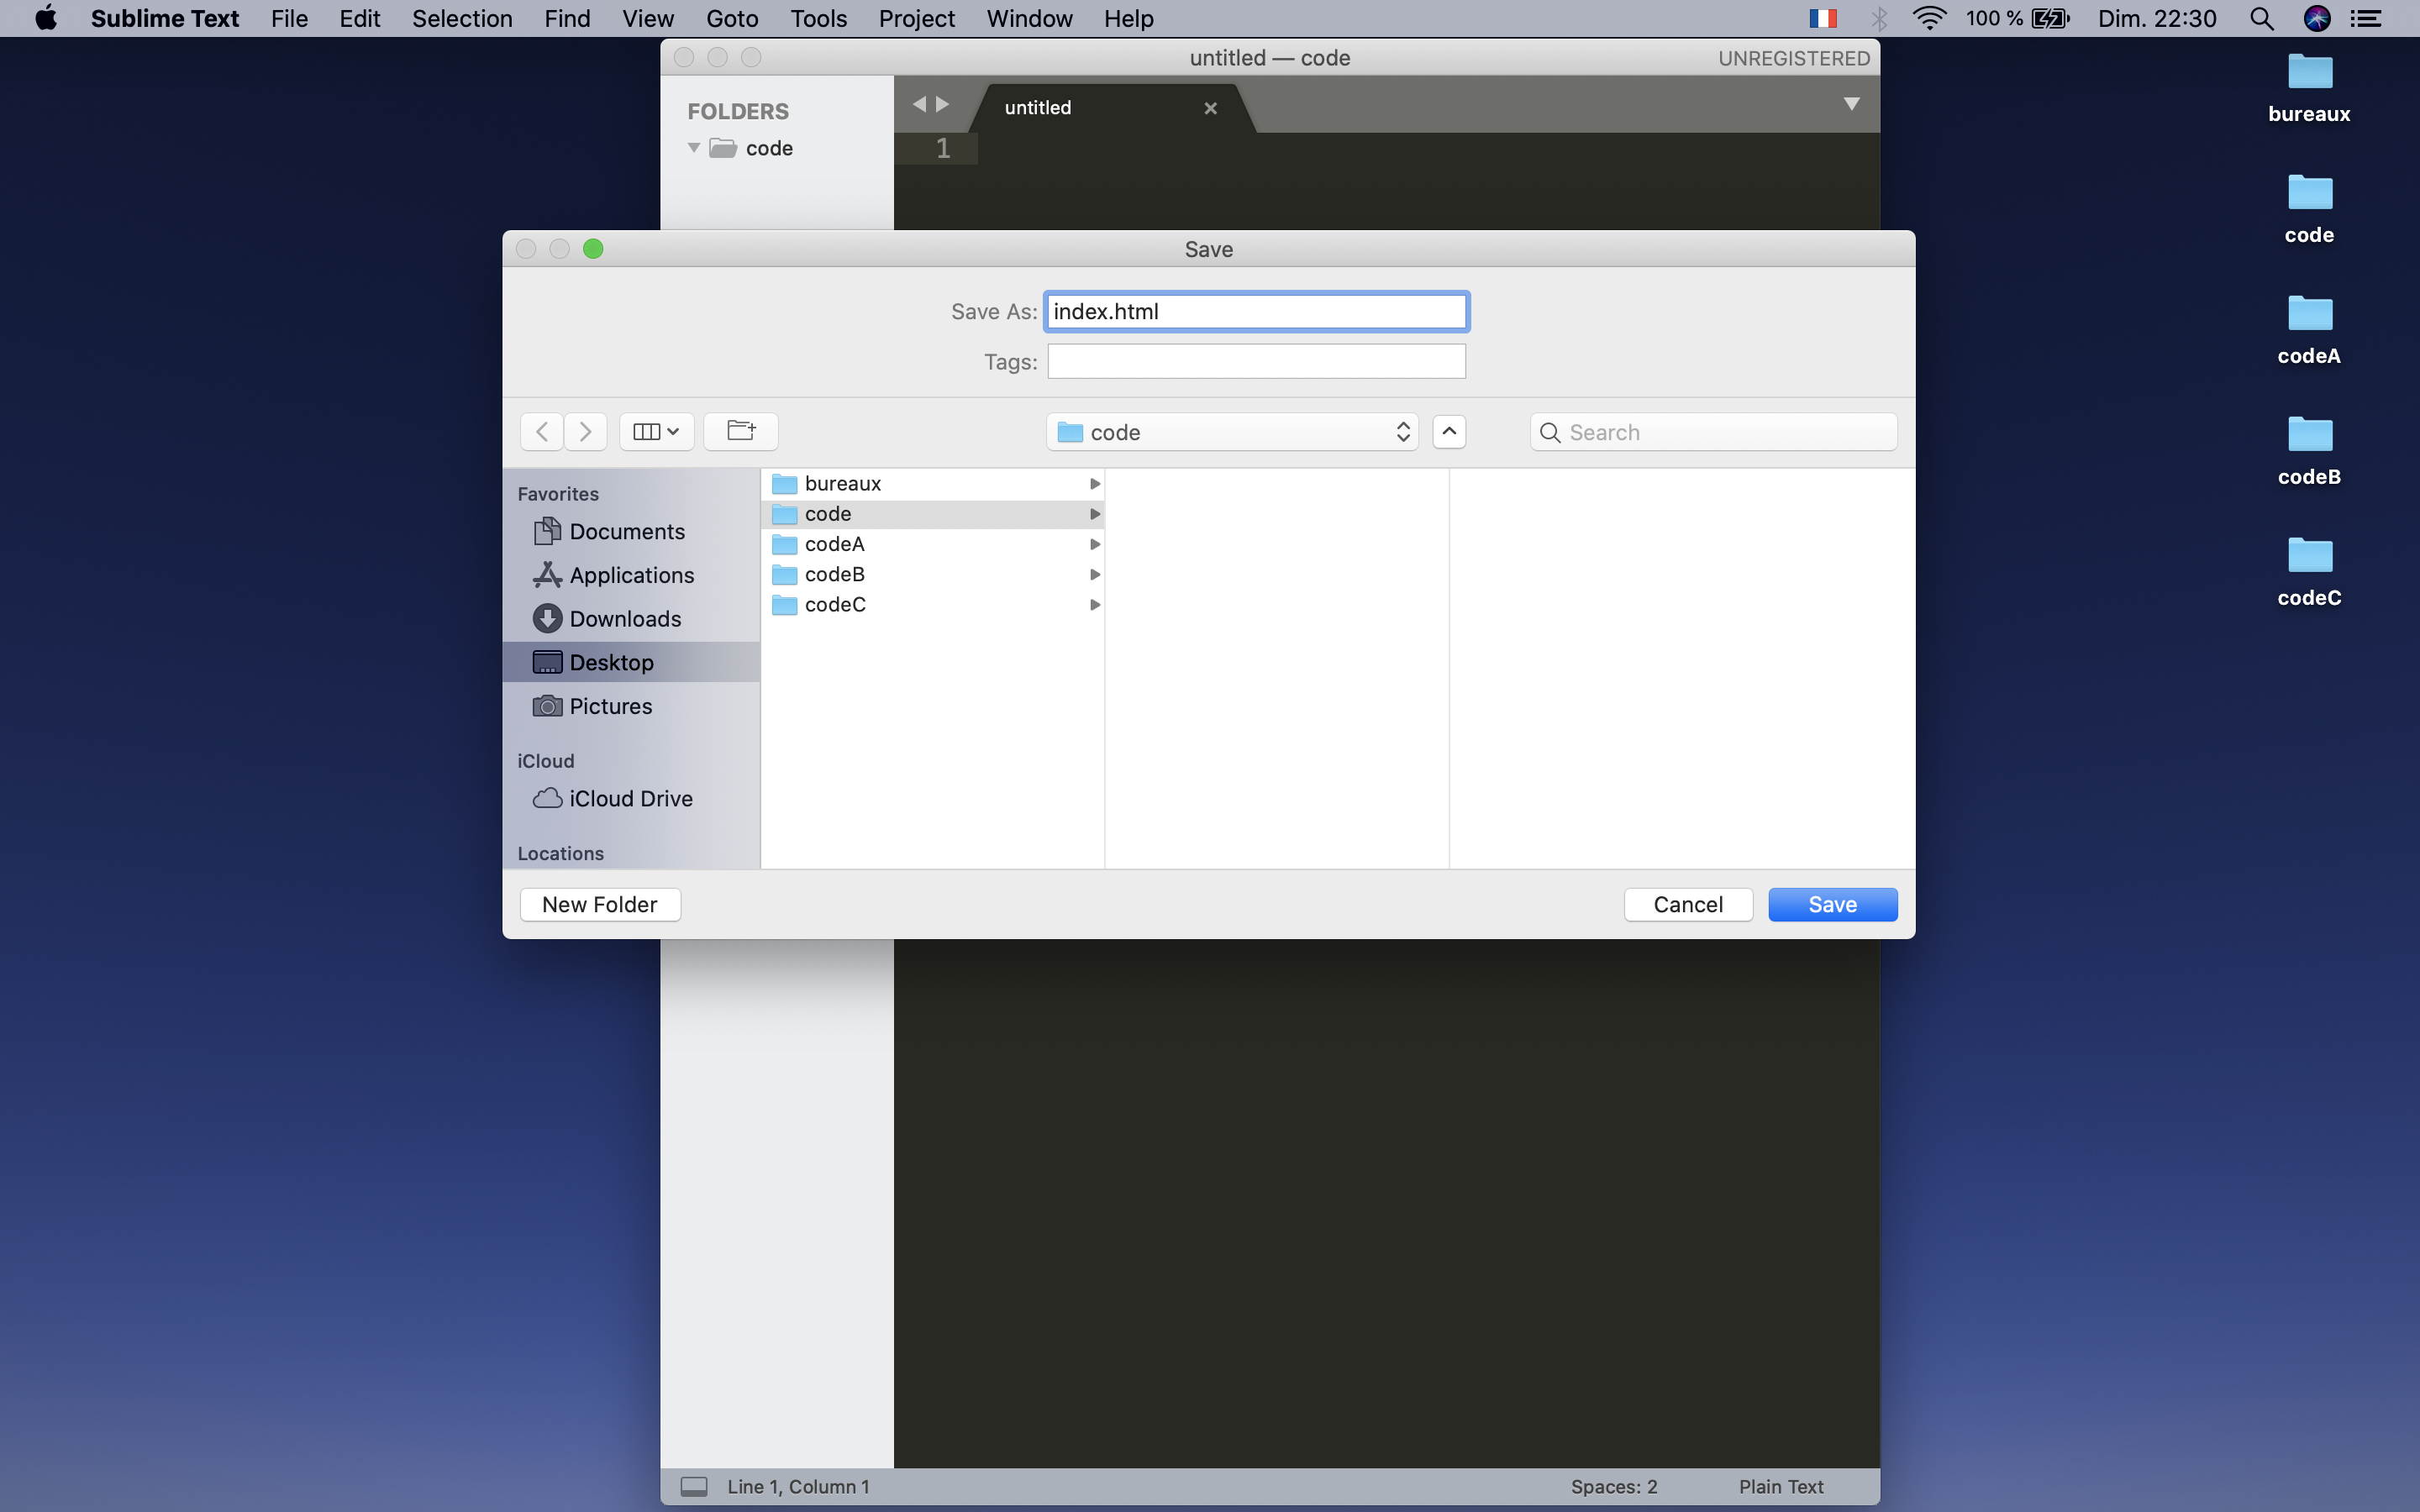 Sublime Text File Edit Selection Find View Goto Tools Project Window Help 100 % Dim. 22:30
untitled — code UNREGISTERED
FOLDERS
code
untitled
1
Save
Save As: index.html
Tags:
code
Search
Favorites
Documents
Applications
Downloads
Desktop
Pictures
iCloud
iCloud Drive
Locations
bureaux
code
codeA
codeB
codeC
New Folder Cancel Save
Line 1, Column 1 Spaces: 2 Plain Text
bureaux
code
codeA
codeB
codeC